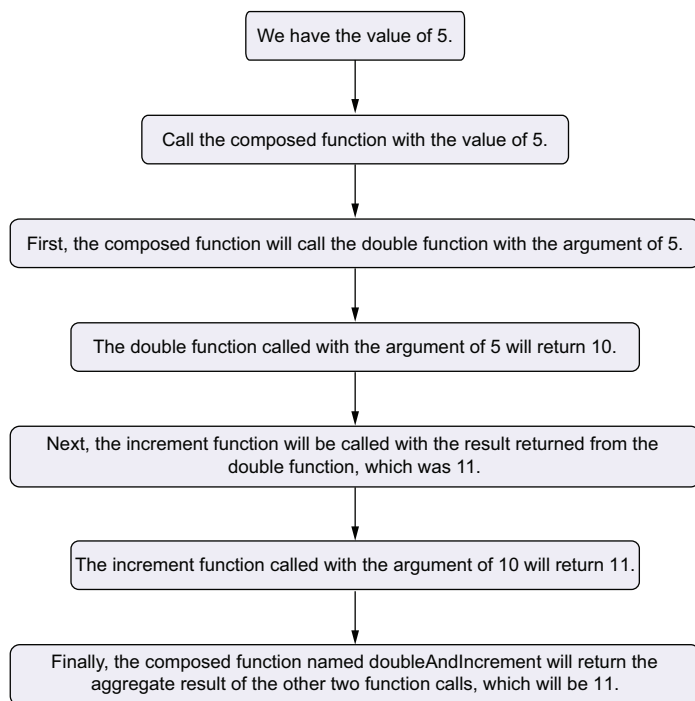 We have the value of 5.
Call the composed function with the value of 5.
First, the composed function will call the double function with the argument of 5.
The double function called with the argument of 5 will return 10.
Next, the increment function will be called with the result returned from the
double function, which was 11.
The increment function called with the argument of 10 will return 11.
Finally, the composed function named doubleAndIncrement will return the
aggregate result of the other two function calls, which will be 11.